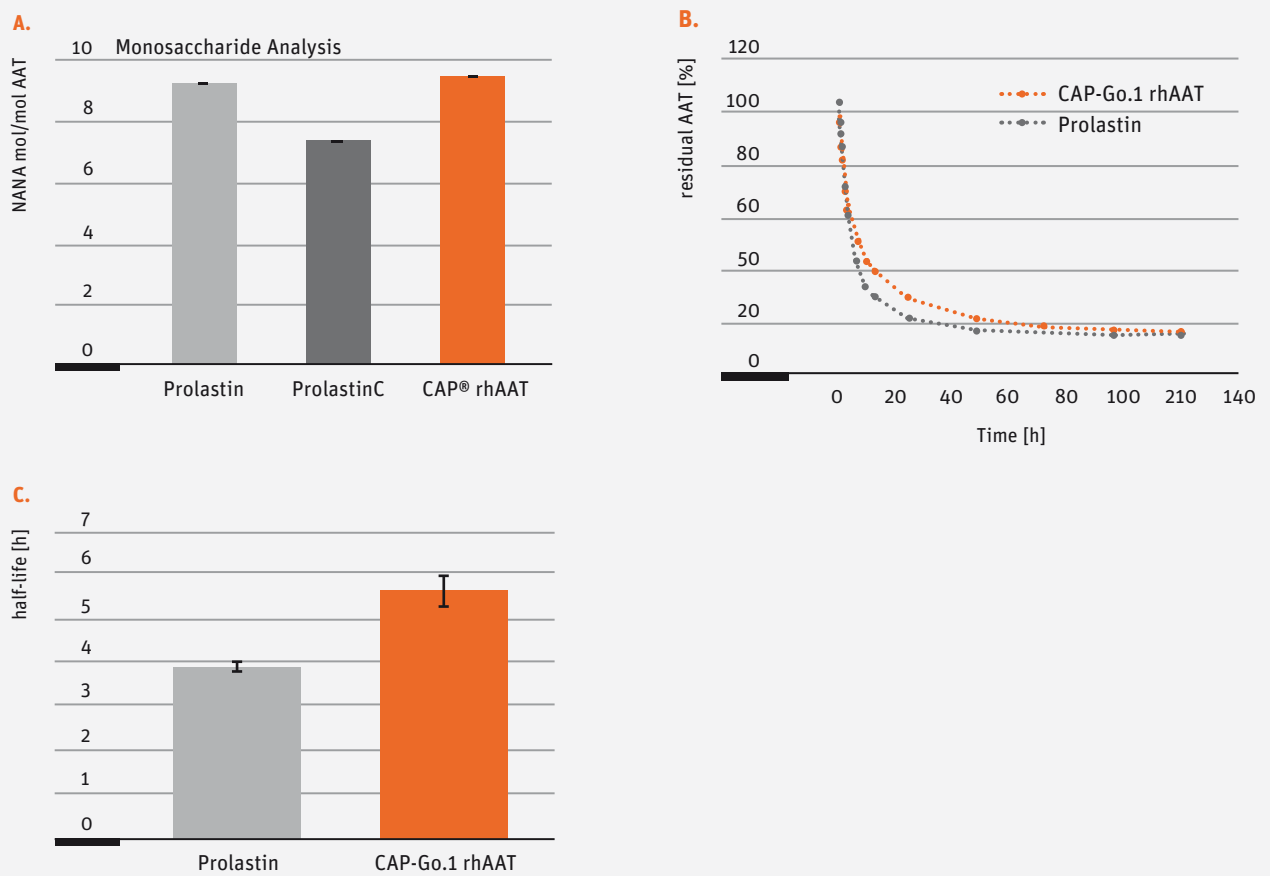 A.
Monosaccharide Analysis
NANA mol/mol AAT
10
8
6
4
2
0
Prolastin ProlastinC CAP® rhAAT
B.
residual AAT [%]
120
100
80
60
50
20
0
CAP-Go.1 rhAAT
Prolastin
0 20 40 60 80 100 210 140
Time [h]
C.
half-life [h]
7
6
5
4
3
2
1
0
Prolastin CAP-Go.1 rhAAT